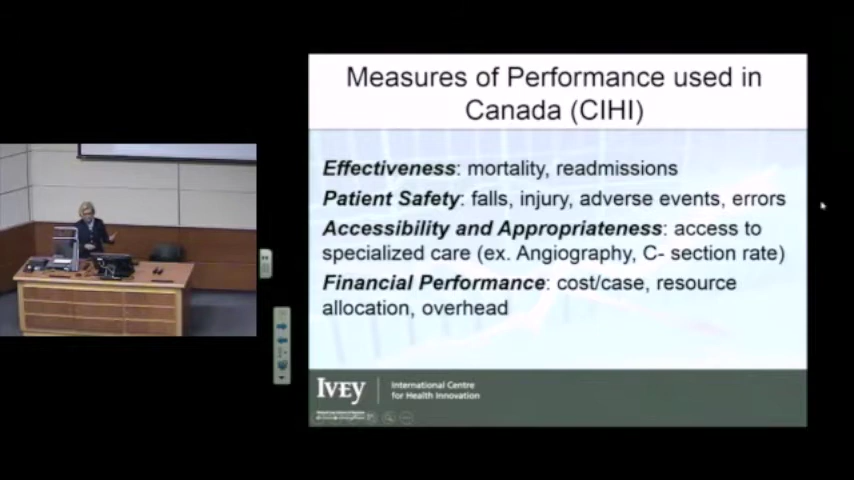 Measures of Performance used in
Canada (CIHI)
Effectiveness: mortality, readmissions
Patient Safety: falls, injury, adverse events, errors
Accessibility and Appropriateness: access to
specialized care (ex. Angiography, C- section rate)
Financial Performance: cost/case, resource
allocation, overhead
IVEY
International Centre
for Health Innovation